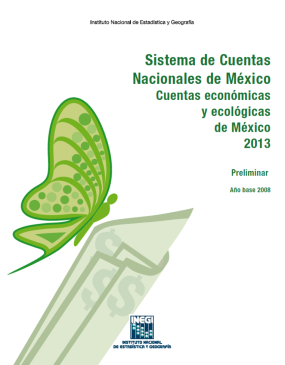 Instituto Nacional de Estadística y Geografía
Sistema de Cuentas
Nacionales de México
Cuentas económicas
y ecológicas
de México
2013
Preliminar
Año base 2008
$
$
$
$
INEGI
INSTITUTO NACIONAL
DE ESTADÍSTICA Y GEOGRAFÍA